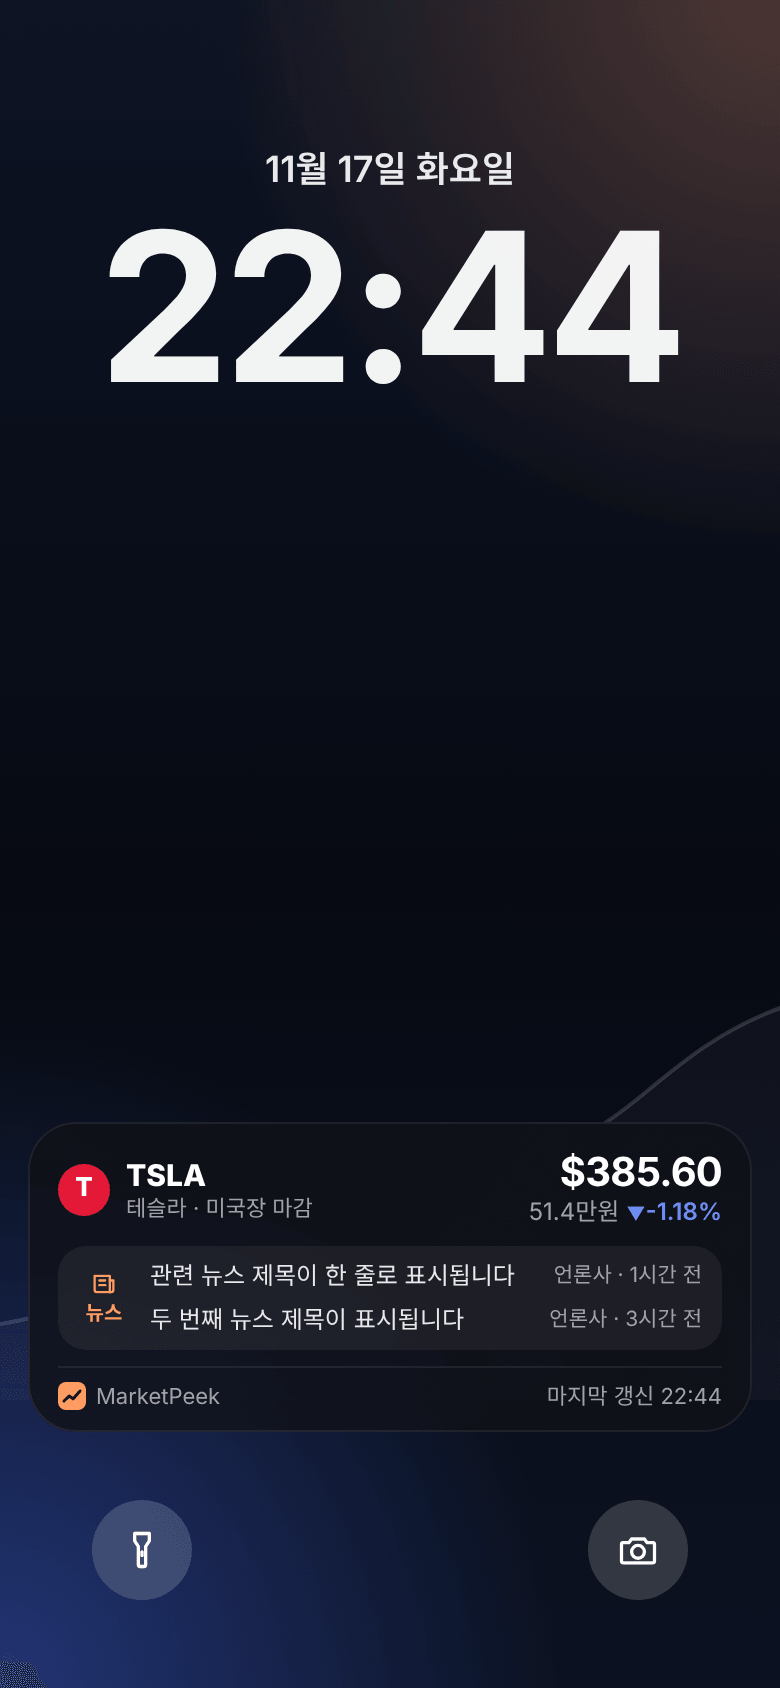 11월 17일 화요일
22:44
T
TSLA
$385.60
테슬라 · 미국장 마감
51.4만원 ▼-1.18%
뉴스
관련 뉴스 제목이 한 줄로 표시됩니다
언론사 · 1시간 전
두 번째 뉴스 제목이 표시됩니다
언론사 · 3시간 전
MarketPeek
마지막 갱신 22:44